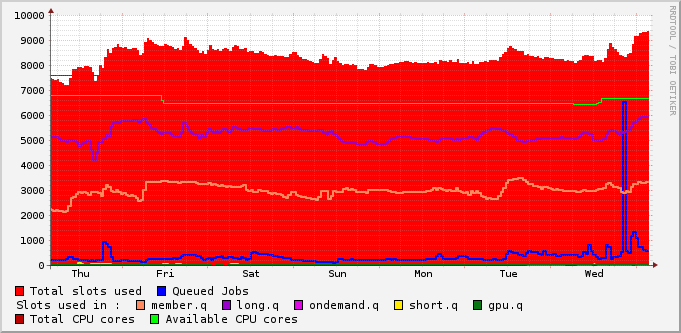 10000
9000
8000
7000
6000
5000
4000
3000
2000
1000
0
Thu Fri Sat Sun Mon Tue Wed
RRDTOOL / TOBI OETIKER
Total slots used Queued Jobs
Slots used in : member.q long.q ondemand.q short.q gpu.q
Total CPU cores Available CPU cores